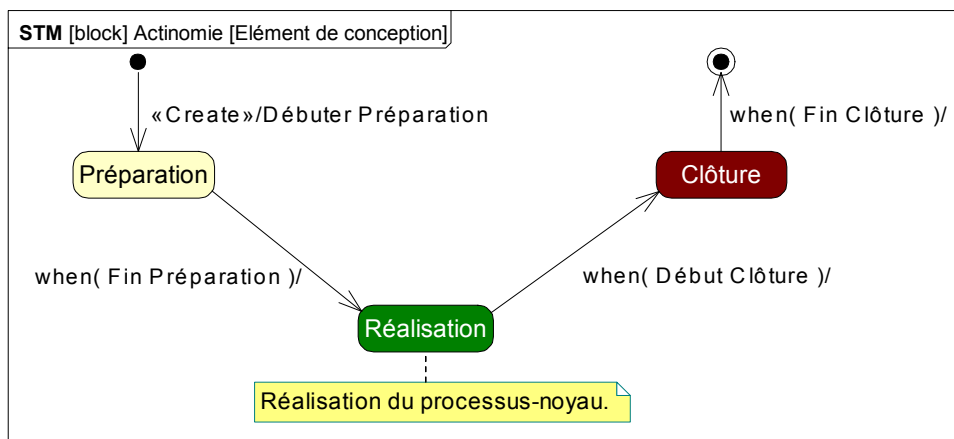 STM [block] Actinomie [Elément de conception]
«Create»/Débuter Préparation
when( Fin Clôture )/
Préparation
Clôture
when( Fin Préparation )/
when( Début Clôture )/
Réalisation
Réalisation du processus-noyau.